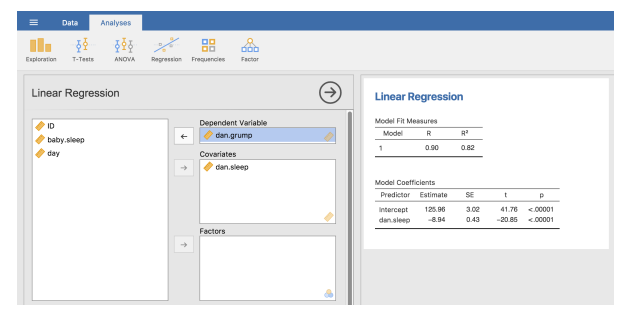 ≡ Data Analyses
Exploration T-Tests ANOVA Regression Frequencies Factor
Linear Regression
ID
baby.sleep
day
Dependent Variable
dan.grump
Covariates
dan.sleep
Factors
Linear Regression
Model Fit Measures
Model R R²
1 0.90 0.82
Model Coefficients
Predictor Estimate SE t p
Intercept 125.96 3.02 41.76 <.00001
dan.sleep −8.94 0.43 −20.85 <.00001